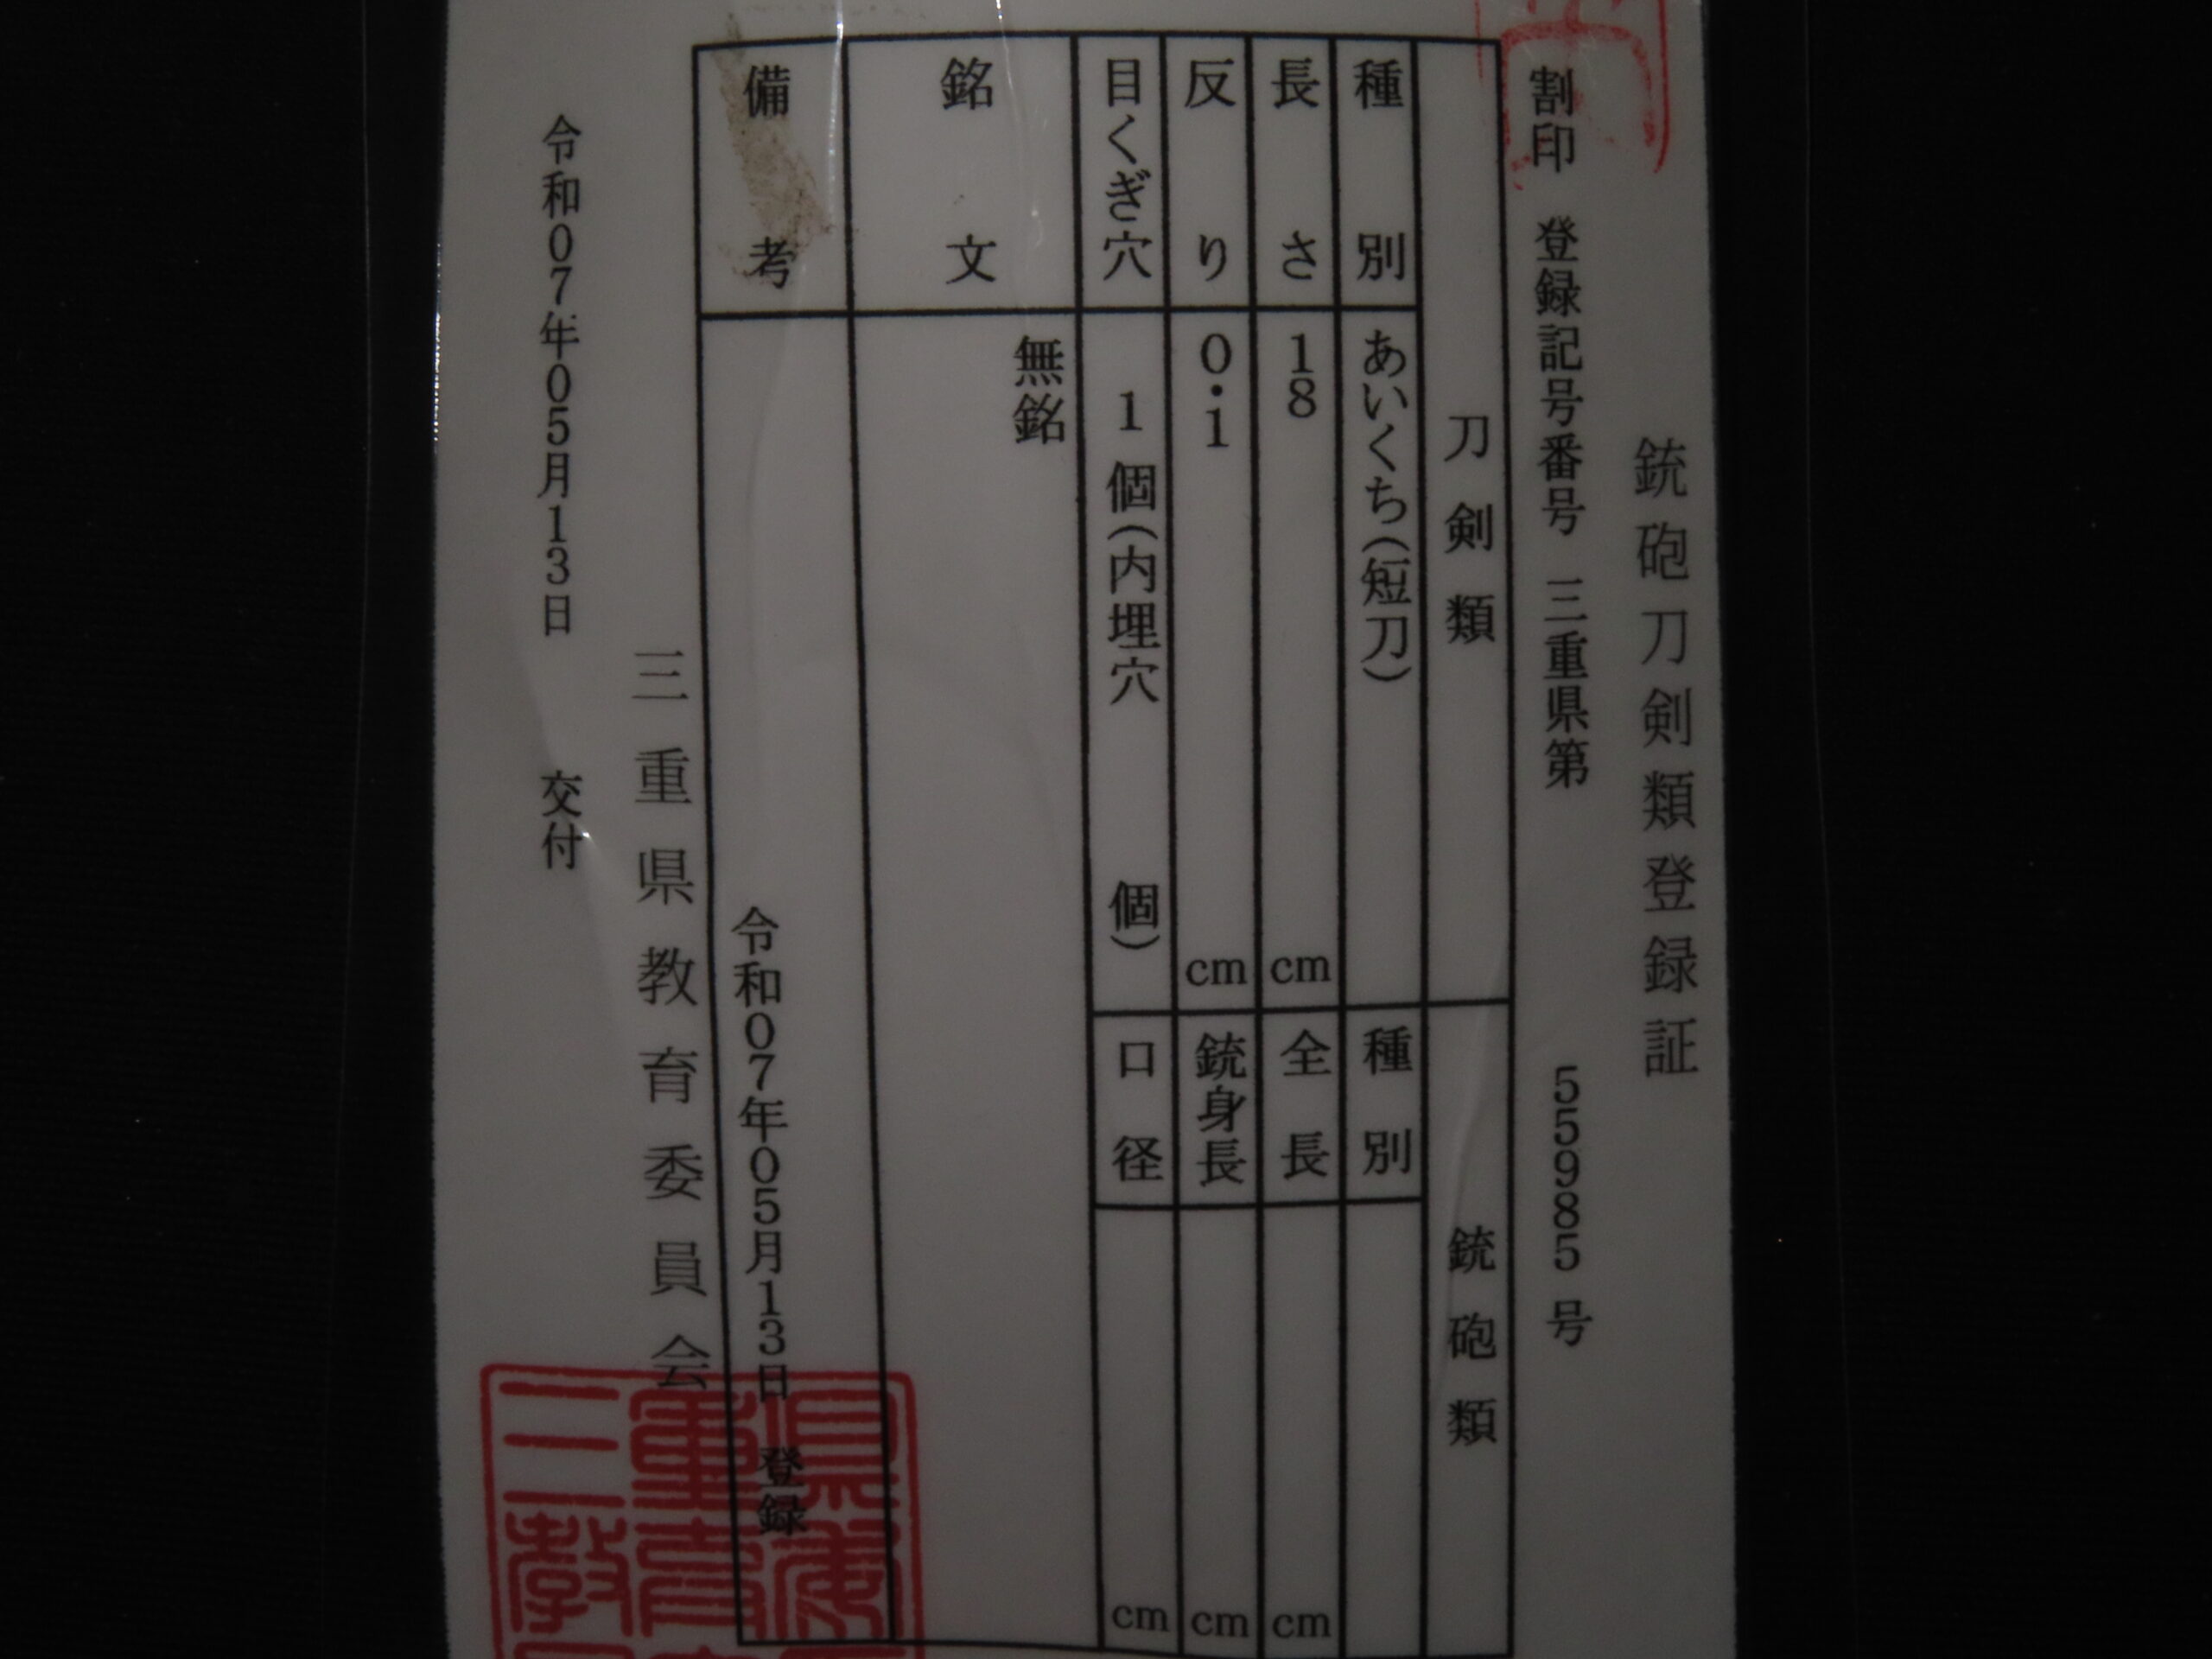 銃砲刀剣類登録証
割印 登録記号番号 三重県第 55985 号
刀剣類 銃砲類
種別 あいくち(短刀) 種別
長さ 18 cm 全長 cm
反り 0・1 cm 銃身長 cm
目くぎ穴 1個(内埋穴 個) 口径 cm
銘文 無銘
備考 令和07年05月13日 登録
三重県教育委員会
令和07年05月13日 交付